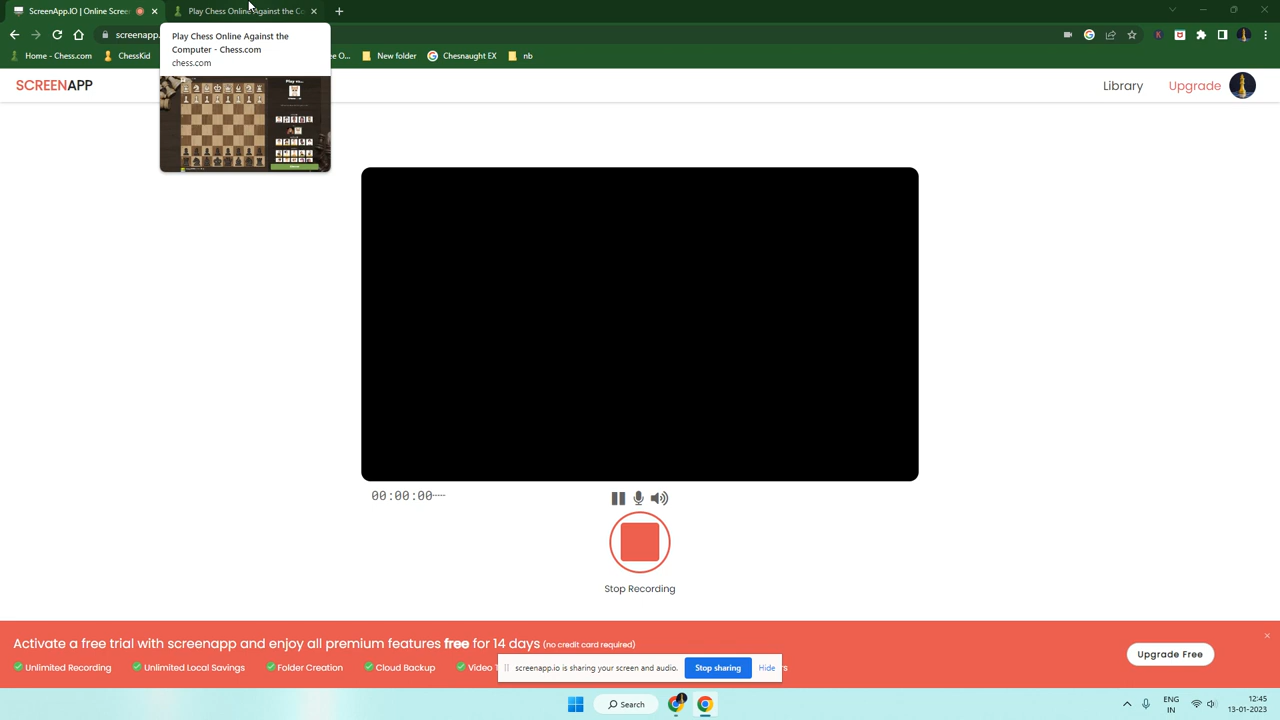 ScreenApp.IO | Online Scree
Play Chess Online Against the Co
screenapp.
Home - Chess.com
ChessKid
e O...
New folder
Chesnaught EX
nb
Play Chess Online Against the
Computer - Chess.com
chess.com
SCREENAPP
Library
Upgrade
00:00:00
Stop Recording
Activate a free trial with screenapp and enjoy all premium features free for 14 days (no credit card required)
Unlimited Recording
Unlimited Local Savings
Folder Creation
Cloud Backup
Video T
Upgrade Free
screenapp.io is sharing your screen and audio.
Stop sharing
Hide
Search
ENG
IN
12:45
13-01-2023